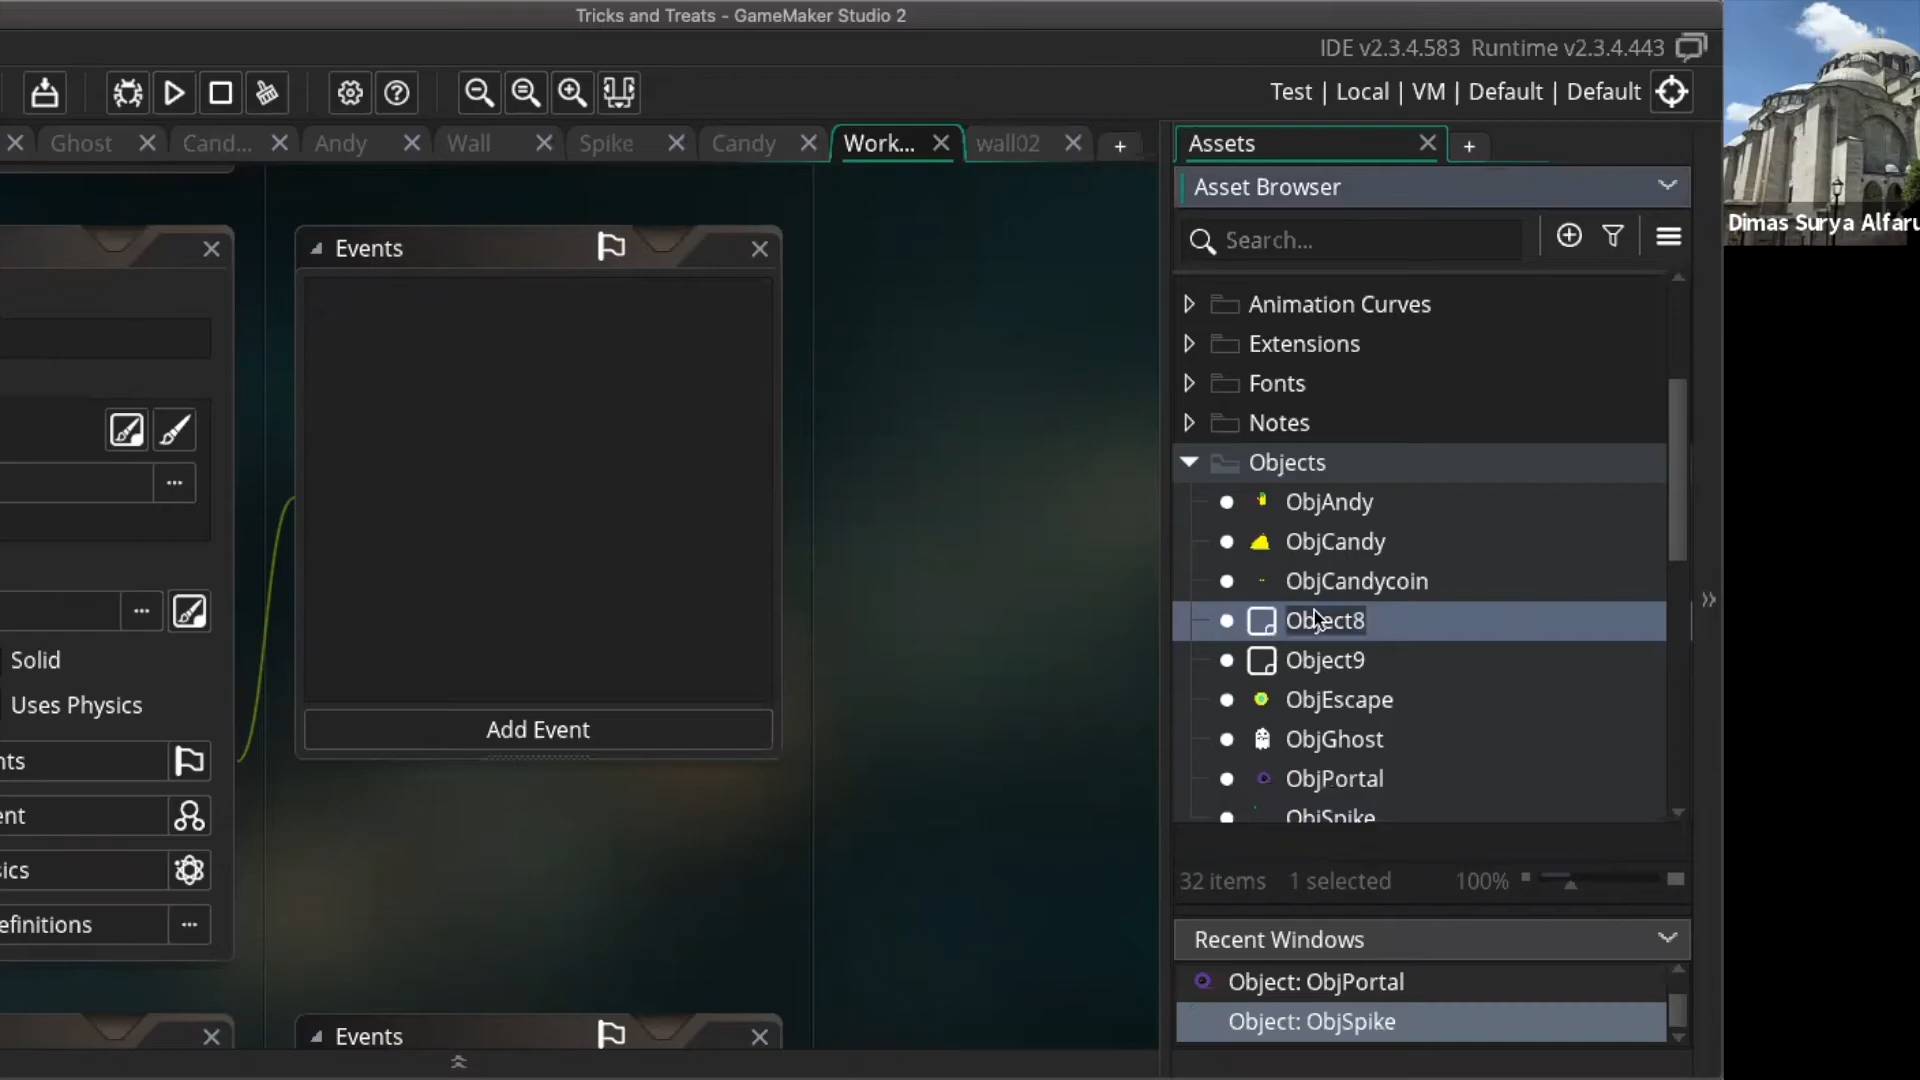 Tricks and Treats - GameMaker Studio 2
IDE v2.3.4.583 Runtime v2.3.4.443
Test | Local | VM | Default | Default
Ghost
Cand...
Andy
Wall
Spike
Candy
Work...
wall02
+
Assets
+
Asset Browser
Search...
Events
Animation Curves
Extensions
Fonts
Notes
Objects
ObjAndy
ObjCandy
ObjCandycoin
Object8
Object9
ObjEscape
ObjGhost
ObjPortal
ObjSpike
Solid
Uses Physics
nts
ent
sics
efinitions
Add Event
32 items 1 selected 100%
Recent Windows
Object: ObjPortal
Object: ObjSpike
Events
Dimas Surya Alfaru